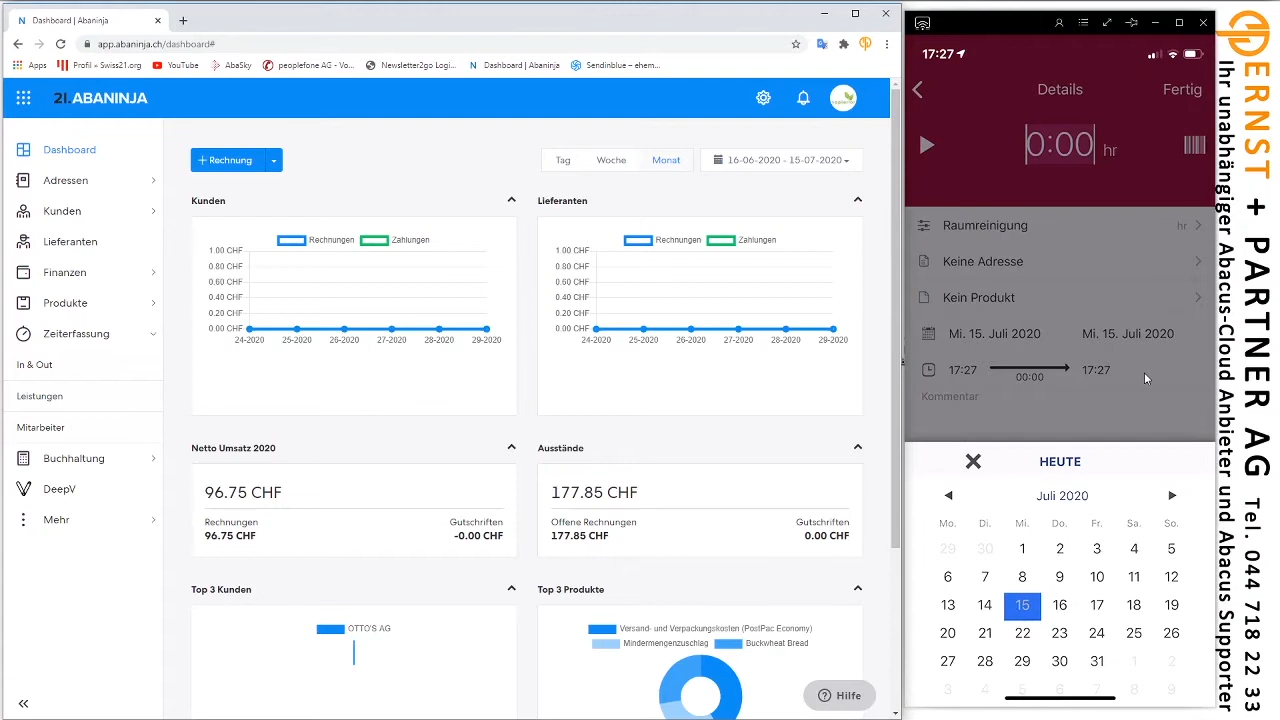 Dashboard | Abaninja
app.abaninja.ch/dashboard#
Apps
Profil « Swiss21.org
YouTube
AbaSky
peoplefone AG - Vo...
Newsletter2go Logi...
Dashboard | Abaninja
Sendinblue – ehem...
21.ABANINJA
Dashboard
Adressen
Kunden
Lieferanten
Finanzen
Produkte
Zeiterfassung
In & Out
Leistungen
Mitarbeiter
Buchhaltung
DeepV
Mehr
+ Rechnung
Tag
Woche
Monat
16-06-2020 - 15-07-2020
Kunden
Rechnungen
Zahlungen
1.00 CHF
0.80 CHF
0.60 CHF
0.40 CHF
0.20 CHF
0.00 CHF
24-2020
25-2020
26-2020
27-2020
28-2020
29-2020
Lieferanten
Rechnungen
Zahlungen
1.00 CHF
0.80 CHF
0.60 CHF
0.40 CHF
0.20 CHF
0.00 CHF
24-2020
25-2020
26-2020
27-2020
28-2020
29-2020
Netto Umsatz 2020
96.75 CHF
Rechnungen
Gutschriften
96.75 CHF
-0.00 CHF
Ausstände
177.85 CHF
Offene Rechnungen
Gutschriften
177.85 CHF
0.00 CHF
Top 3 Kunden
OTTO'S AG
Top 3 Produkte
Versand- und Verpackungskosten (PostPac Economy)
Mindermengenzuschlag
Buckwheat Bread
Hilfe
17:27
Details
Fertig
0:00 hr
Raumreinigung
hr
Keine Adresse
Kein Produkt
Mi. 15. Juli 2020
Mi. 15. Juli 2020
17:27
00:00
17:27
Kommentar
HEUTE
Juli 2020
Mo. Di. Mi. Do. Fr. Sa. So.
29 30 1 2 3 4 5
6 7 8 9 10 11 12
13 14 15 16 17 18 19
20 21 22 23 24 25 26
27 28 29 30 31 1 2
3 4 5 6 7 8 9
ERNST + PARTNER AG Tel. 044 718 22 33
Ihr unabhängiger Abacus-Cloud Anbieter und Abacus Supporter